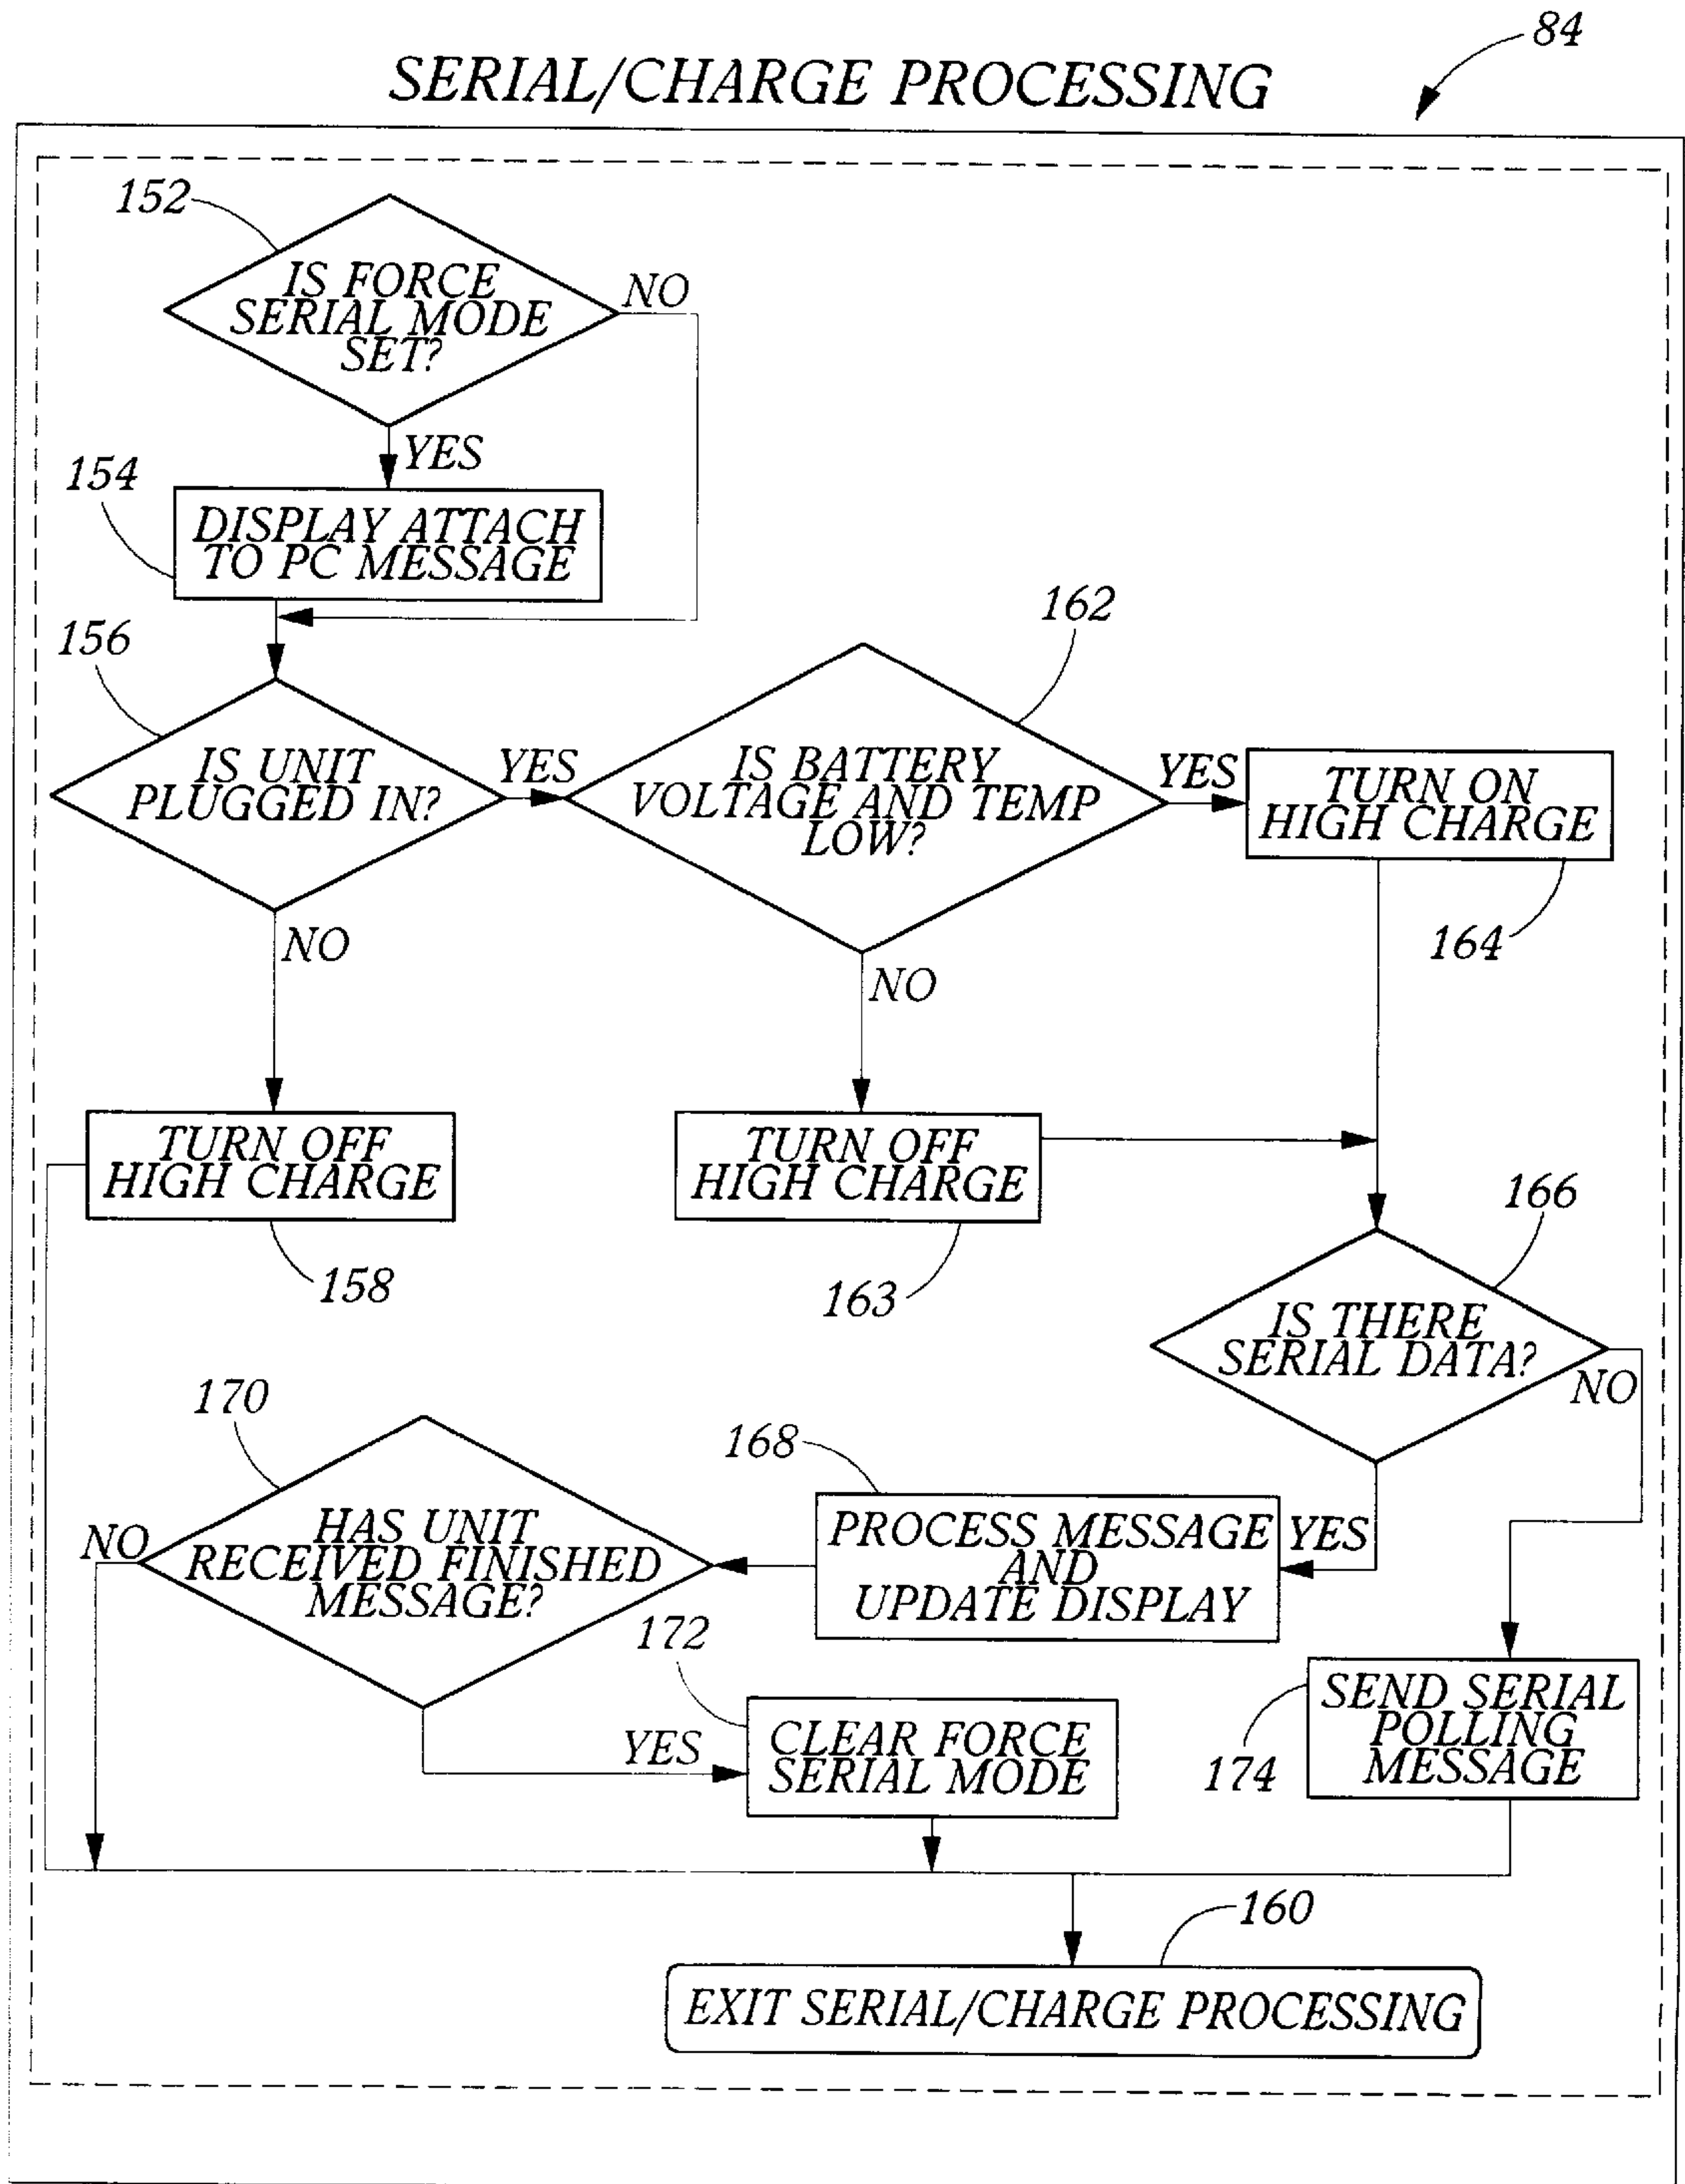 84
SERIAL/CHARGE PROCESSING
152
IS FORCE
SERIAL MODE
SET?
NO
YES
154
DISPLAY ATTACH
TO PC MESSAGE
156
IS UNIT
PLUGGED IN?
YES
NO
162
IS BATTERY
VOLTAGE AND TEMP
LOW?
YES
NO
TURN ON
HIGH CHARGE
164
TURN OFF
HIGH CHARGE
158
TURN OFF
HIGH CHARGE
163
166
IS THERE
SERIAL DATA?
NO
YES
168
PROCESS MESSAGE
AND
UPDATE DISPLAY
170
HAS UNIT
RECEIVED FINISHED
MESSAGE?
NO
YES
172
CLEAR FORCE
SERIAL MODE
174
SEND SERIAL
POLLING
MESSAGE
160
EXIT SERIAL/CHARGE PROCESSING